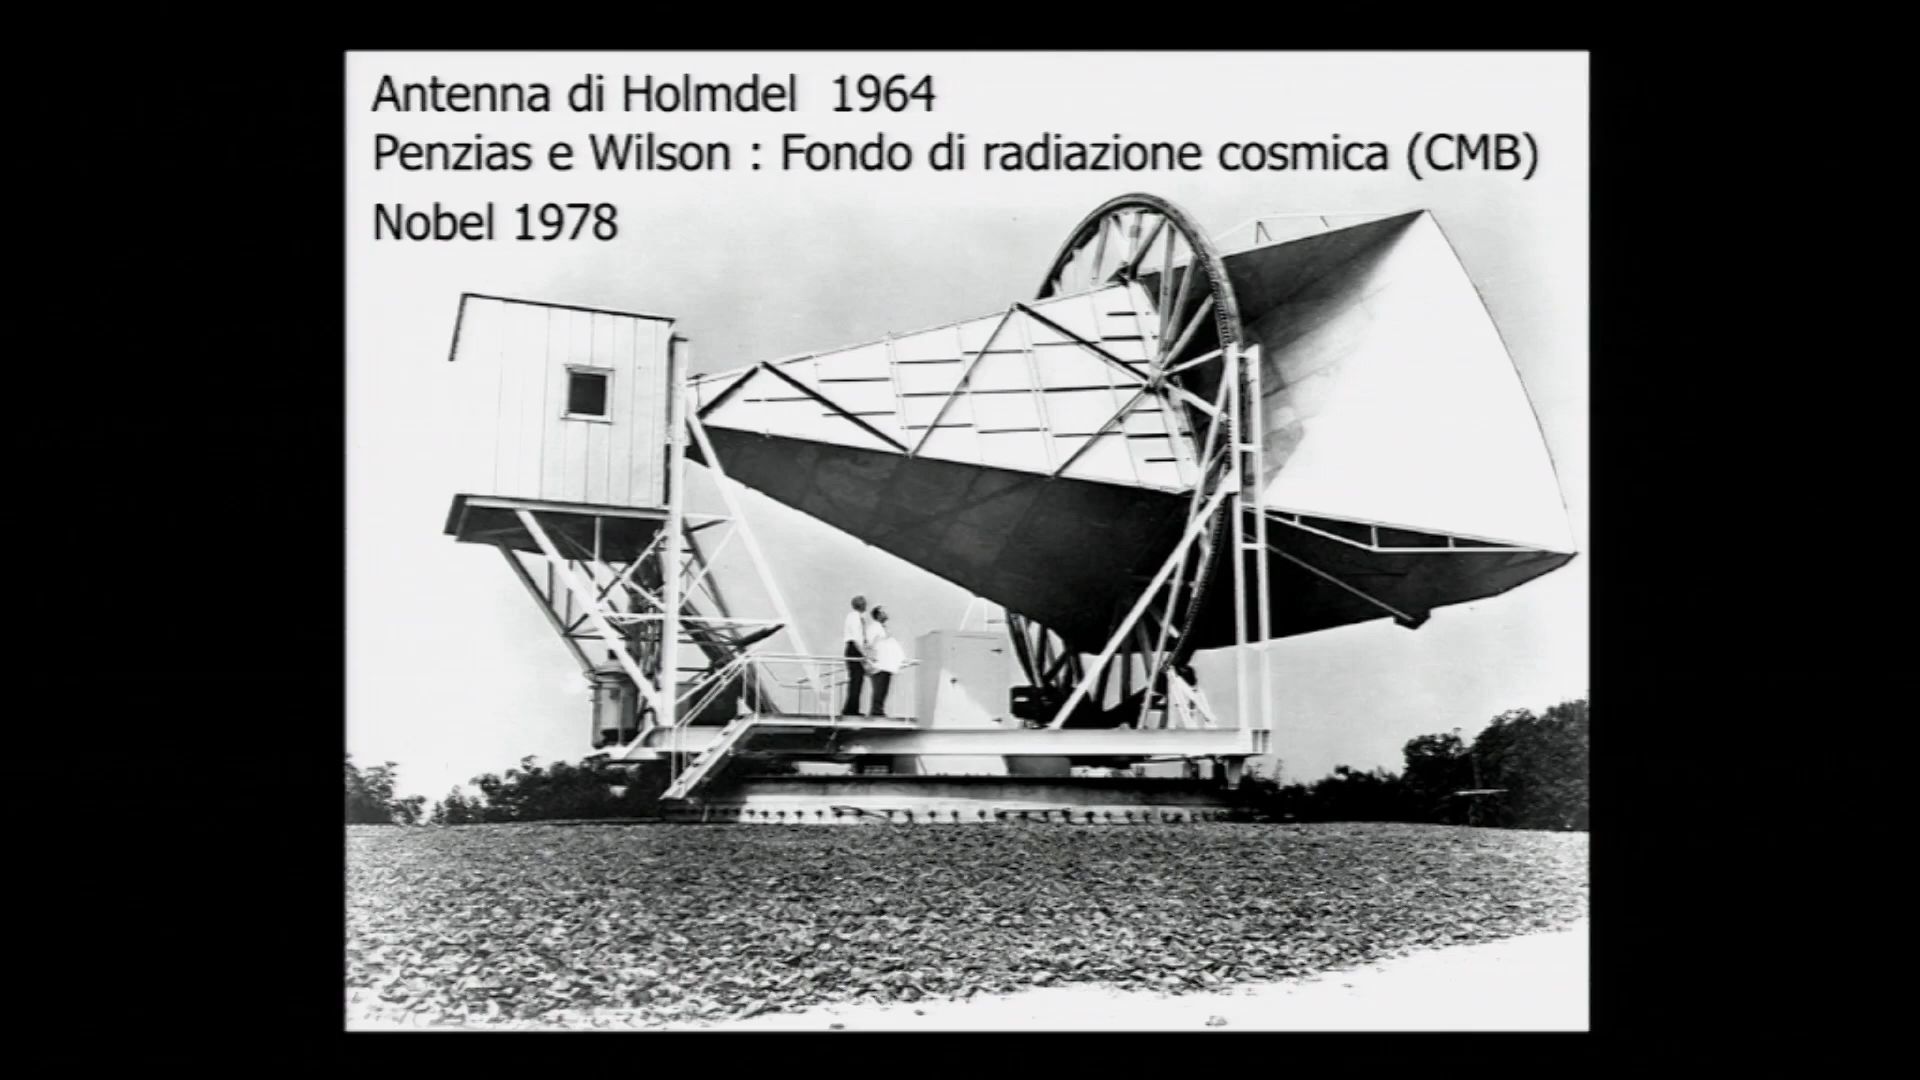 Antenna di Holmdel 1964
Penzias e Wilson : Fondo di radiazione cosmica (CMB)
Nobel 1978